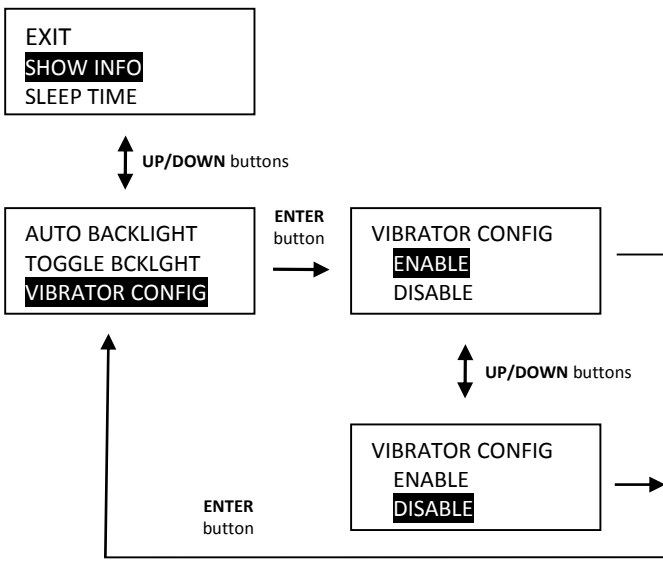 EXIT
SHOW INFO
SLEEP TIME
UP/DOWN buttons
AUTO BACKLIGHT
TOGGLE BCKLGHT
VIBRATOR CONFIG
ENTER
button
VIBRATOR CONFIG
ENABLE
DISABLE
UP/DOWN buttons
VIBRATOR CONFIG
ENABLE
DISABLE
ENTER
button